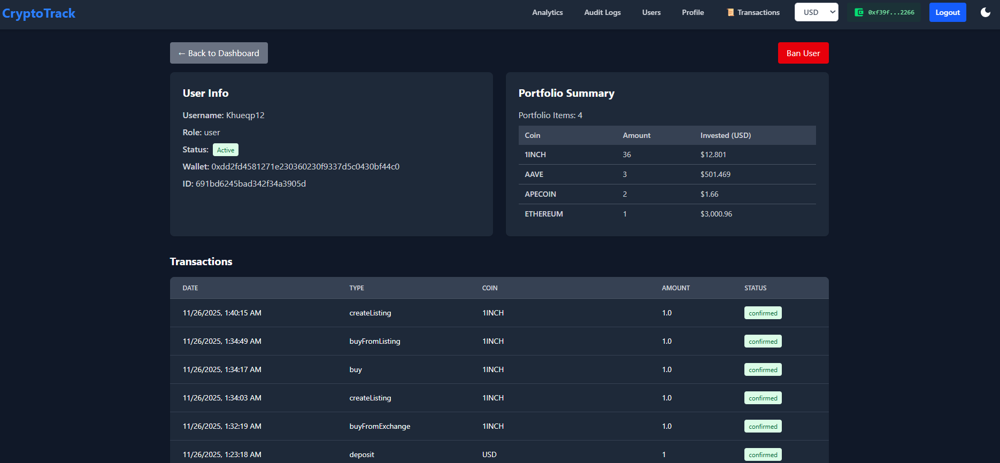 CryptoTrack
Analytics Audit Logs Users Profile 📜 Transactions USD 0xf39f...2266 Logout
← Back to Dashboard
Ban User
User Info
Username: Khueqp12
Role: user
Status: Active
Wallet: 0xdd2fd4581271e230360230f9337d5c0430bf44c0
ID: 691bd6245bad342f34a3905d
Portfolio Summary
Portfolio Items: 4
Coin Amount Invested (USD)
1INCH 36 $12.801
AAVE 3 $501.469
APECOIN 2 $1.66
ETHEREUM 1 $3,000.96
Transactions
DATE TYPE COIN AMOUNT STATUS
11/26/2025, 1:40:15 AM createListing 1INCH 1.0 confirmed
11/26/2025, 1:34:49 AM buyFromListing 1INCH 1.0 confirmed
11/26/2025, 1:34:17 AM buy 1INCH 1.0 confirmed
11/26/2025, 1:34:03 AM createListing 1INCH 1.0 confirmed
11/26/2025, 1:32:19 AM buyFromExchange 1INCH 1.0 confirmed
11/26/2025, 1:23:18 AM deposit USD 1 confirmed